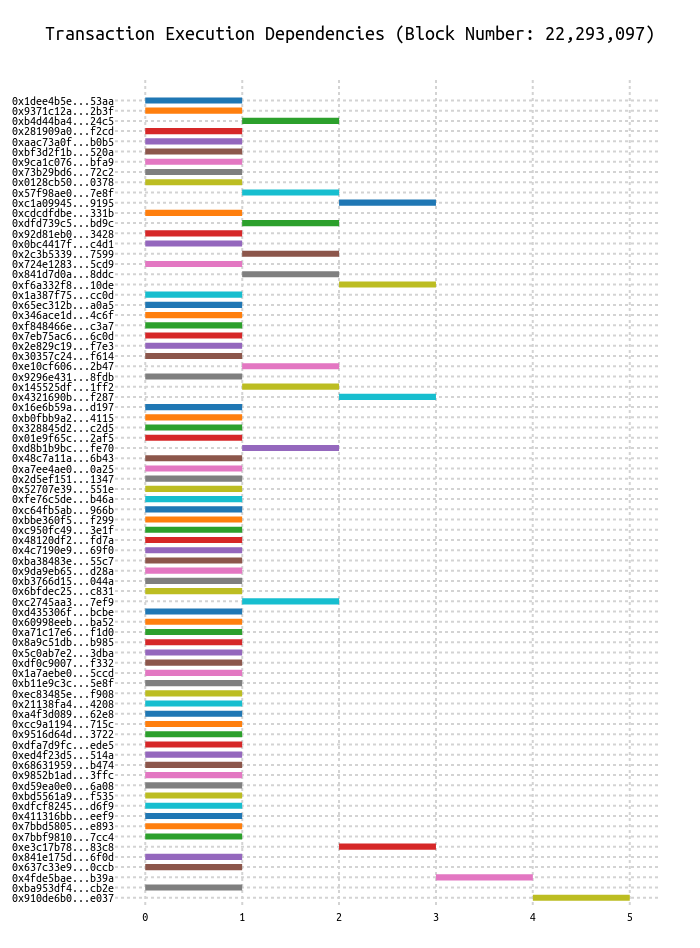 Transaction Execution Dependencies (Block Number: 22,293,097)
0x1dee4b5e...53aa
0x9371c12a...2b3f
0xb4d44ba4...24c5
0x281909a0...f2cd
0xaac73a0f...b0b5
0xbf3d2f1b...520a
0x9ca1c076...bfa9
0x73b29bd6...72c2
0x0128cb50...0378
0x57f98ae0...7e8f
0xc1a09945...9195
0xcdcdfdbe...331b
0xdfd739c5...bd9c
0x92d81eb0...3428
0x0bc4417f...c4d1
0x2c3b5339...7599
0x724e1283...5cd9
0x841d7d0a...8ddc
0xf6a332f8...10de
0x1a387f75...cc0d
0x65ec312b...a0a5
0x346ace1d...4c6f
0xf848466e...c3a7
0x7eb75ac6...6c0d
0x2e829c19...f7e3
0x30357c24...f614
0xe10cf606...2b47
0x9296e431...8fdb
0x145525df...1ff2
0x4321690b...f287
0x16e6b59a...d197
0xb0fbb9a2...4115
0x328845d2...c2d5
0x01e9f65c...2af5
0xd8b1b9bc...fe70
0x48c7a11a...6b43
0xa7ee4ae0...0a25
0x2d5ef151...1347
0x52707e39...551e
0xfe76c5de...b46a
0xc64fb5ab...966b
0xbbe360f5...f299
0xc950fc49...3e1f
0x48120df2...fd7a
0x4c7190e9...69f0
0xba38483e...55c7
0x9da9eb65...d28a
0xb3766d15...044a
0x6bfdec25...c831
0xc2745aa3...7ef9
0xd435306f...bcbe
0x60998eeb...ba52
0xa71c17e6...f1d0
0x8a9c51db...b985
0x5c0ab7e2...3dba
0xdf0c9007...f332
0x1a7aebe0...5ccd
0xb11e9c3c...5e8f
0xec83485e...f908
0x21138fa4...4208
0xa4f3d089...62e8
0xcc9a1194...715c
0x9516d64d...3722
0xdfa7d9fc...ede5
0xed4f23d5...514a
0x68631959...b474
0x9852b1ad...3ffc
0xd59ea0e0...6a08
0xbd5561a9...f535
0xdfcf8245...d6f9
0x411316bb...eef9
0x7bbd5805...e893
0x7bbf9810...7cc4
0xe3c17b78...83c8
0x841e175d...6f0d
0x637c33e9...0ccb
0x4fde5bae...b39a
0xba953df4...cb2e
0x910de6b0...e037
0 1 2 3 4 5